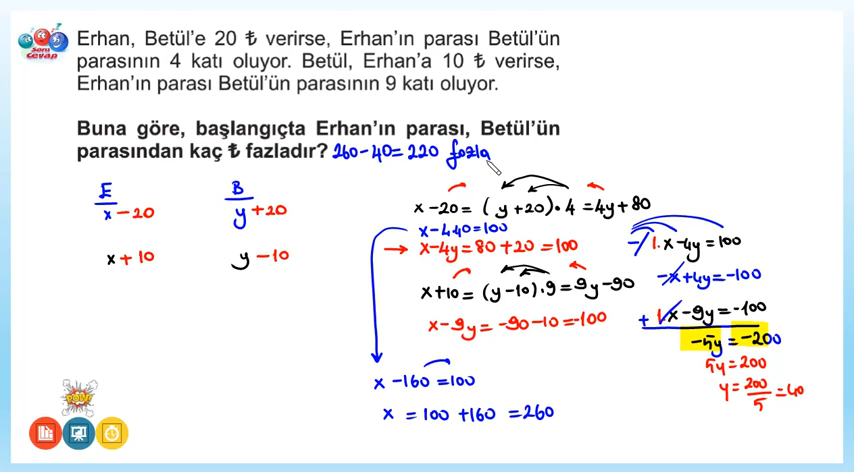 Soru
Cevap
Erhan, Betül'e 20 ₺ verirse, Erhan'ın parası Betül'ün
parasının 4 katı oluyor. Betül, Erhan'a 10 ₺ verirse,
Erhan'ın parası Betül'ün parasının 9 katı oluyor.
Buna göre, başlangıçta Erhan'ın parası, Betül'ün
parasından kaç ₺ fazladır? 260-40=220 fazla
E B
x-20 y+20
x+10 y-10
x-20=(y+20)·4=4y+80
x-440=100
x-4y=80+20=100
x+10=(y-10)·9=9y-90
x-9y=-90-10=-100
x-160=100
x=100+160=260
-/1.x-4y=100
-x+4y=-100
+ 1.x-9y=-100
-5y=-200
5y=200
y=200/5=40
POW!